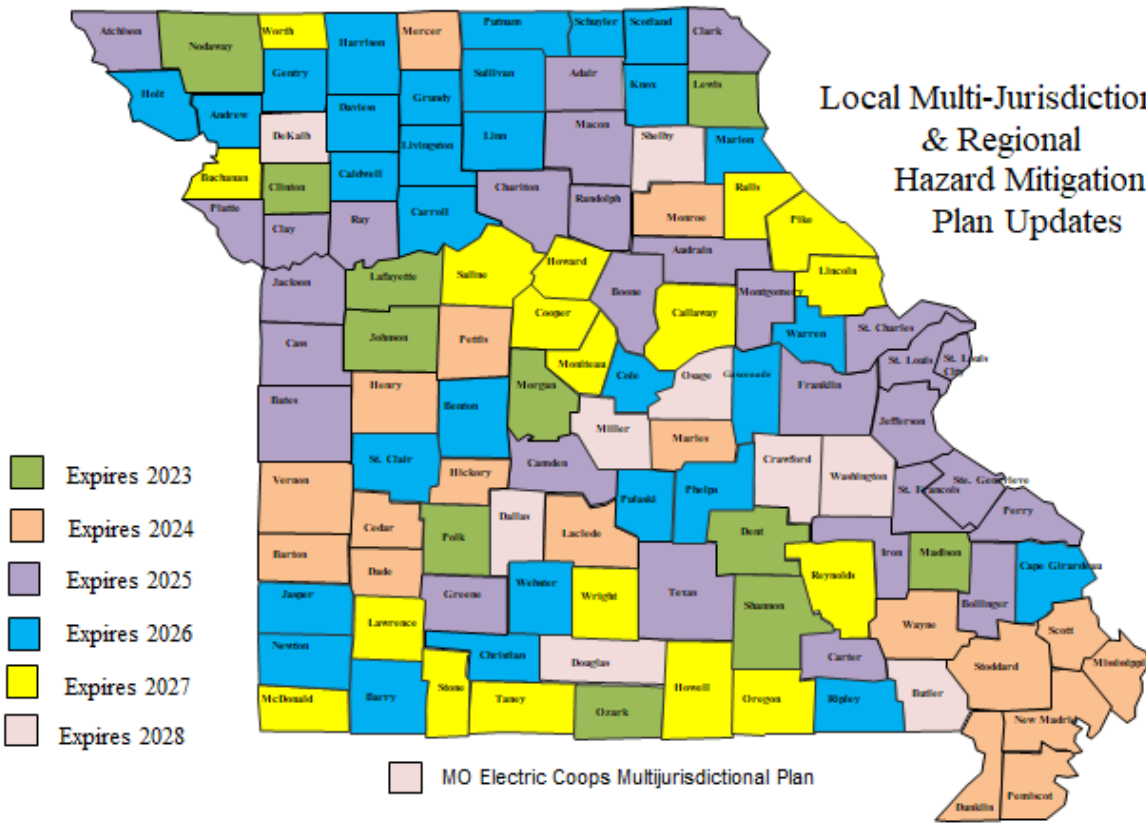 Atchison
Nodaway
Worth
Harrison
Mercer
Putnam
Schuyler
Scotland
Clark
Holt
Gentry
Sullivan
Adair
Knox
Lewis
Andrew
Daviess
Grundy
DeKalb
Livingston
Linn
Macon
Shelby
Marion
Buchanan
Clinton
Caldwell
Platte
Clay
Ray
Carroll
Chariton
Randolph
Monroe
Ralls
Pike
Local Multi-Jurisdiction
& Regional
Hazard Mitigation
Plan Updates
Jackson
Lafayette
Saline
Howard
Boone
Audrain
Callaway
Montgomery
Lincoln
Cass
Johnson
Pettis
Cooper
Moniteau
Warren
St. Charles
St. Louis
St. Louis
City
Bates
Henry
Benton
Morgan
Cole
Osage
Gasconade
Franklin
Jefferson
St. Clair
Miller
Maries
Crawford
Washington
Vernon
Hickory
Camden
Pulaski
Phelps
St. Francois
Ste. Genevieve
Perry
Cedar
Polk
Dallas
Laclede
Dent
Iron
Madison
Barton
Dade
Reynolds
Cape Girardeau
Jasper
Greene
Webster
Wright
Texas
Shannon
Bollinger
Lawrence
Wayne
Scott
Newton
Christian
Douglas
Carter
Stoddard
Mississippi
McDonald
Barry
Stone
Taney
Ozark
Howell
Oregon
Ripley
Butler
New Madrid
Dunklin
Pemiscot
Expires 2023
Expires 2024
Expires 2025
Expires 2026
Expires 2027
Expires 2028
MO Electric Coops Multijurisdictional Plan